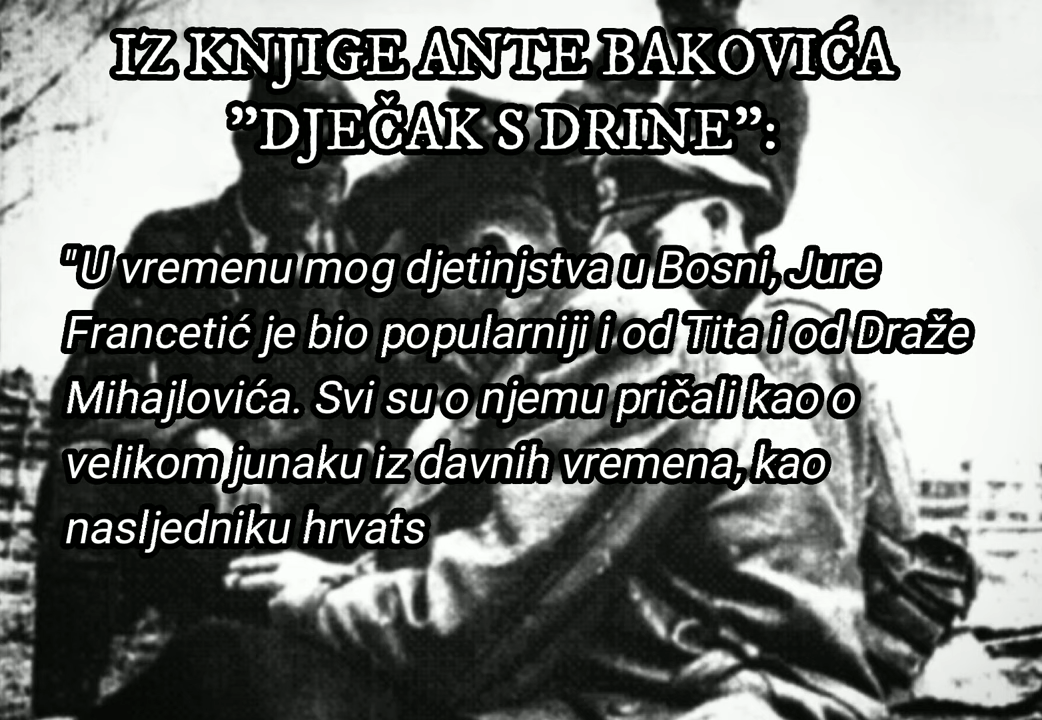 IZ KNJIGE ANTE BAKOVIĆA
"DJEČAK S DRINE":
"U vremenu mog djetinjstva u Bosni, Jure
Francetić je bio popularniji i od Tita i od Draže
Mihajlovića. Svi su o njemu pričali kao o
velikom junaku iz davnih vremena, kao
nasljedniku hrvats